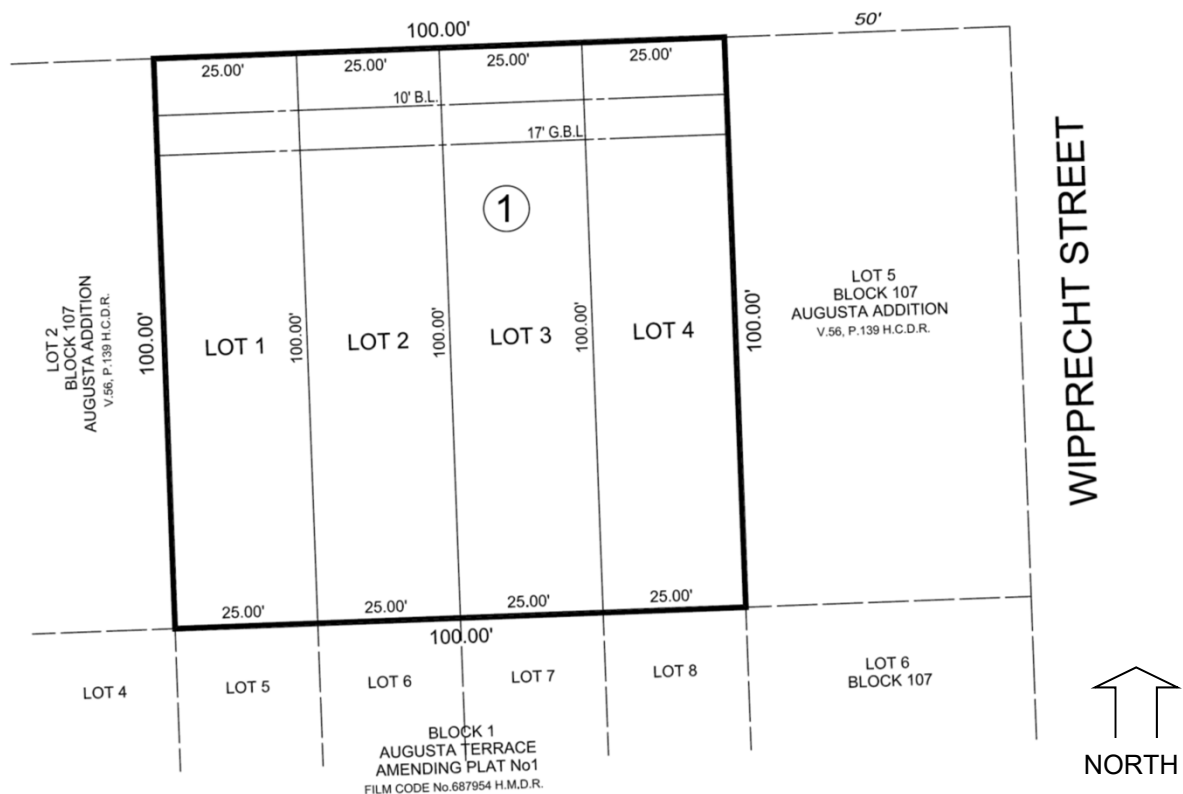 100.00'
50'
25.00'
25.00'
25.00'
25.00'
10' B.L.
17' G.B.L
1
LOT 2
BLOCK 107
AUGUSTA ADDITION
V.56, P.139 H.C.D.R.
100.00'
LOT 1
100.00'
LOT 2
100.00'
LOT 3
100.00'
LOT 4
100.00'
LOT 5
BLOCK 107
AUGUSTA ADDITION
V.56, P.139 H.C.D.R.
WIPPRECHT STREET
25.00'
25.00'
25.00'
25.00'
100.00'
LOT 4
LOT 5
LOT 6
LOT 7
LOT 8
LOT 6
BLOCK 107
BLOCK 1
AUGUSTA TERRACE
AMENDING PLAT No1
FILM CODE No.687954 H.M,D.R.
NORTH